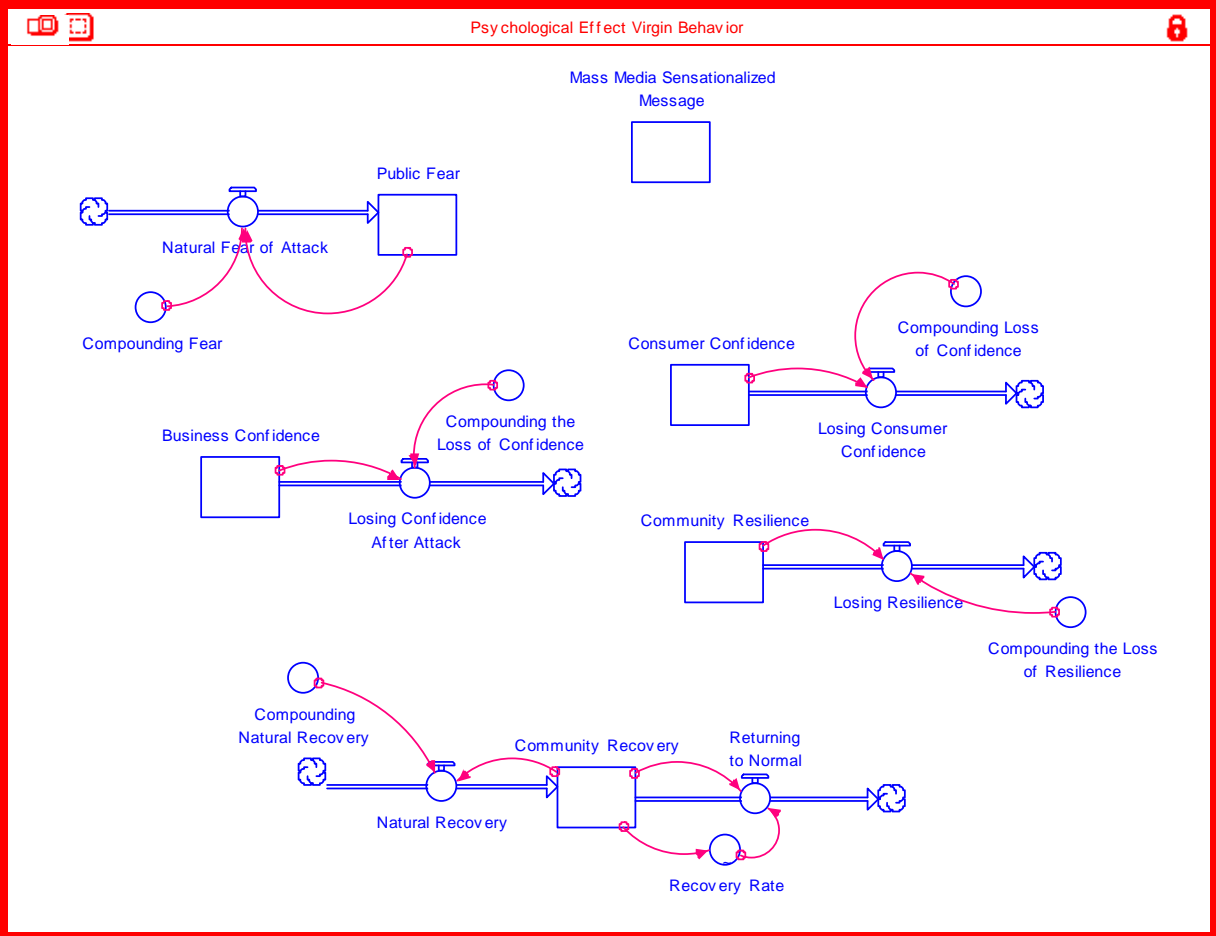 Psychological Effect Virgin Behavior
Mass Media Sensationalized
Message
Public Fear
Natural Fear of Attack
Compounding Fear
Compounding Loss
of Confidence
Consumer Confidence
Losing Consumer
Confidence
Compounding the
Loss of Confidence
Business Confidence
Losing Confidence
After Attack
Community Resilience
Losing Resilience
Compounding the Loss
of Resilience
Compounding
Natural Recovery
Community Recovery
Returning
to Normal
Natural Recovery
Recovery Rate